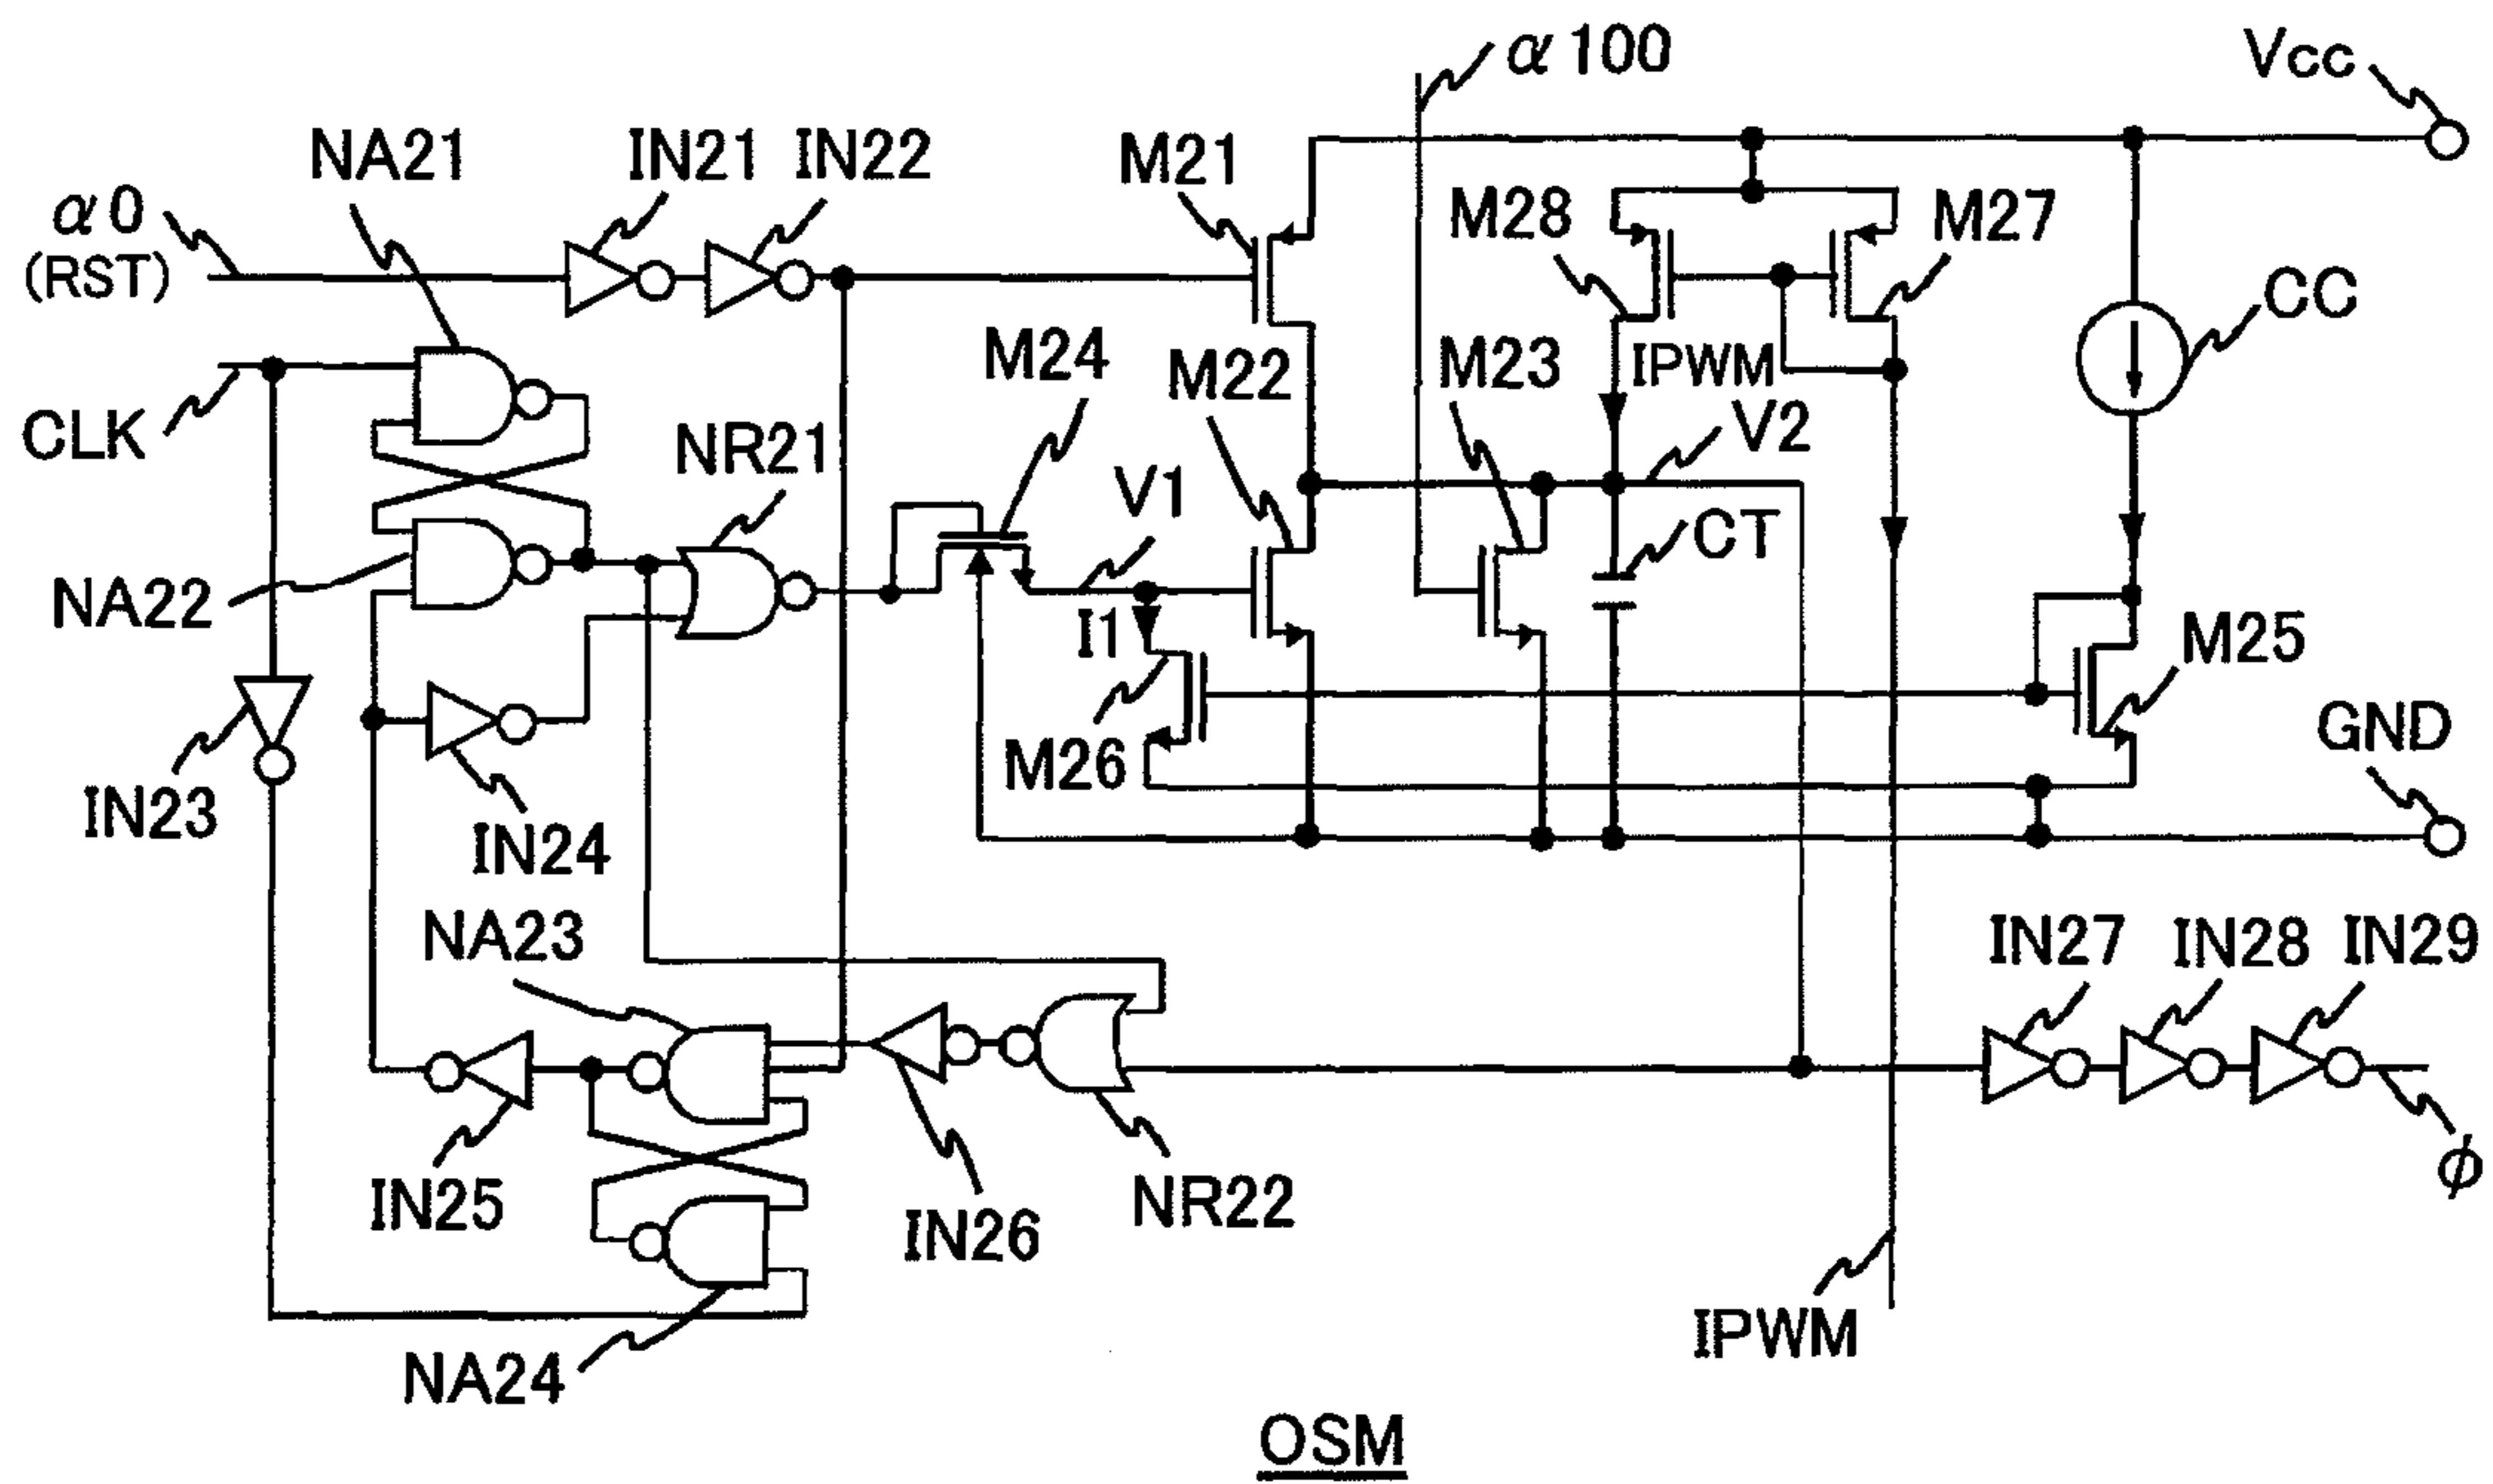 α100
Vcc
NA21
IN21
IN22
M21
α0
(RST)
M28
M27
CC
M24
M22
M23
IPWM
CLK
NR21
V2
V1
CT
NA22
I1
M25
M26
GND
IN23
IN24
NA23
IN27
IN28
IN29
IN25
IN26
NR22
ϕ
IPWM
NA24
OSM